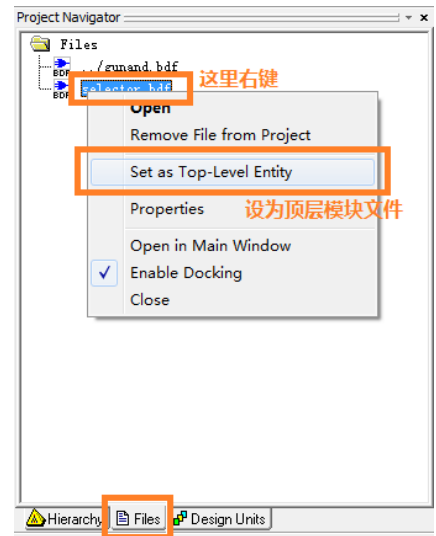 Project Navigator
Files
BDF ../gunand.bdf
这里右键
BDF selector.bdf
Open
Remove File from Project
Set as Top-Level Entity
Properties
设为顶层模块文件
Open in Main Window
Enable Docking
Close
Hierarchy Files Design Units